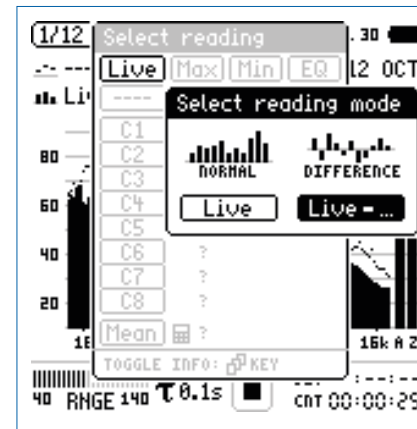 1/12 Select reading . 30
Live Max Min EQ 12 OCT
Li Select reading mode
C1
80 C2 NORMAL DIFFERENCE
C3
60 C4 Live Live - ...
C5
40 C6 ?
C7 ?
20 C8 ?
Mean ?
16k A Z
TOGGLE INFO: KEY
40 RNGE 140 τ 0.1s CNT 00:00:29